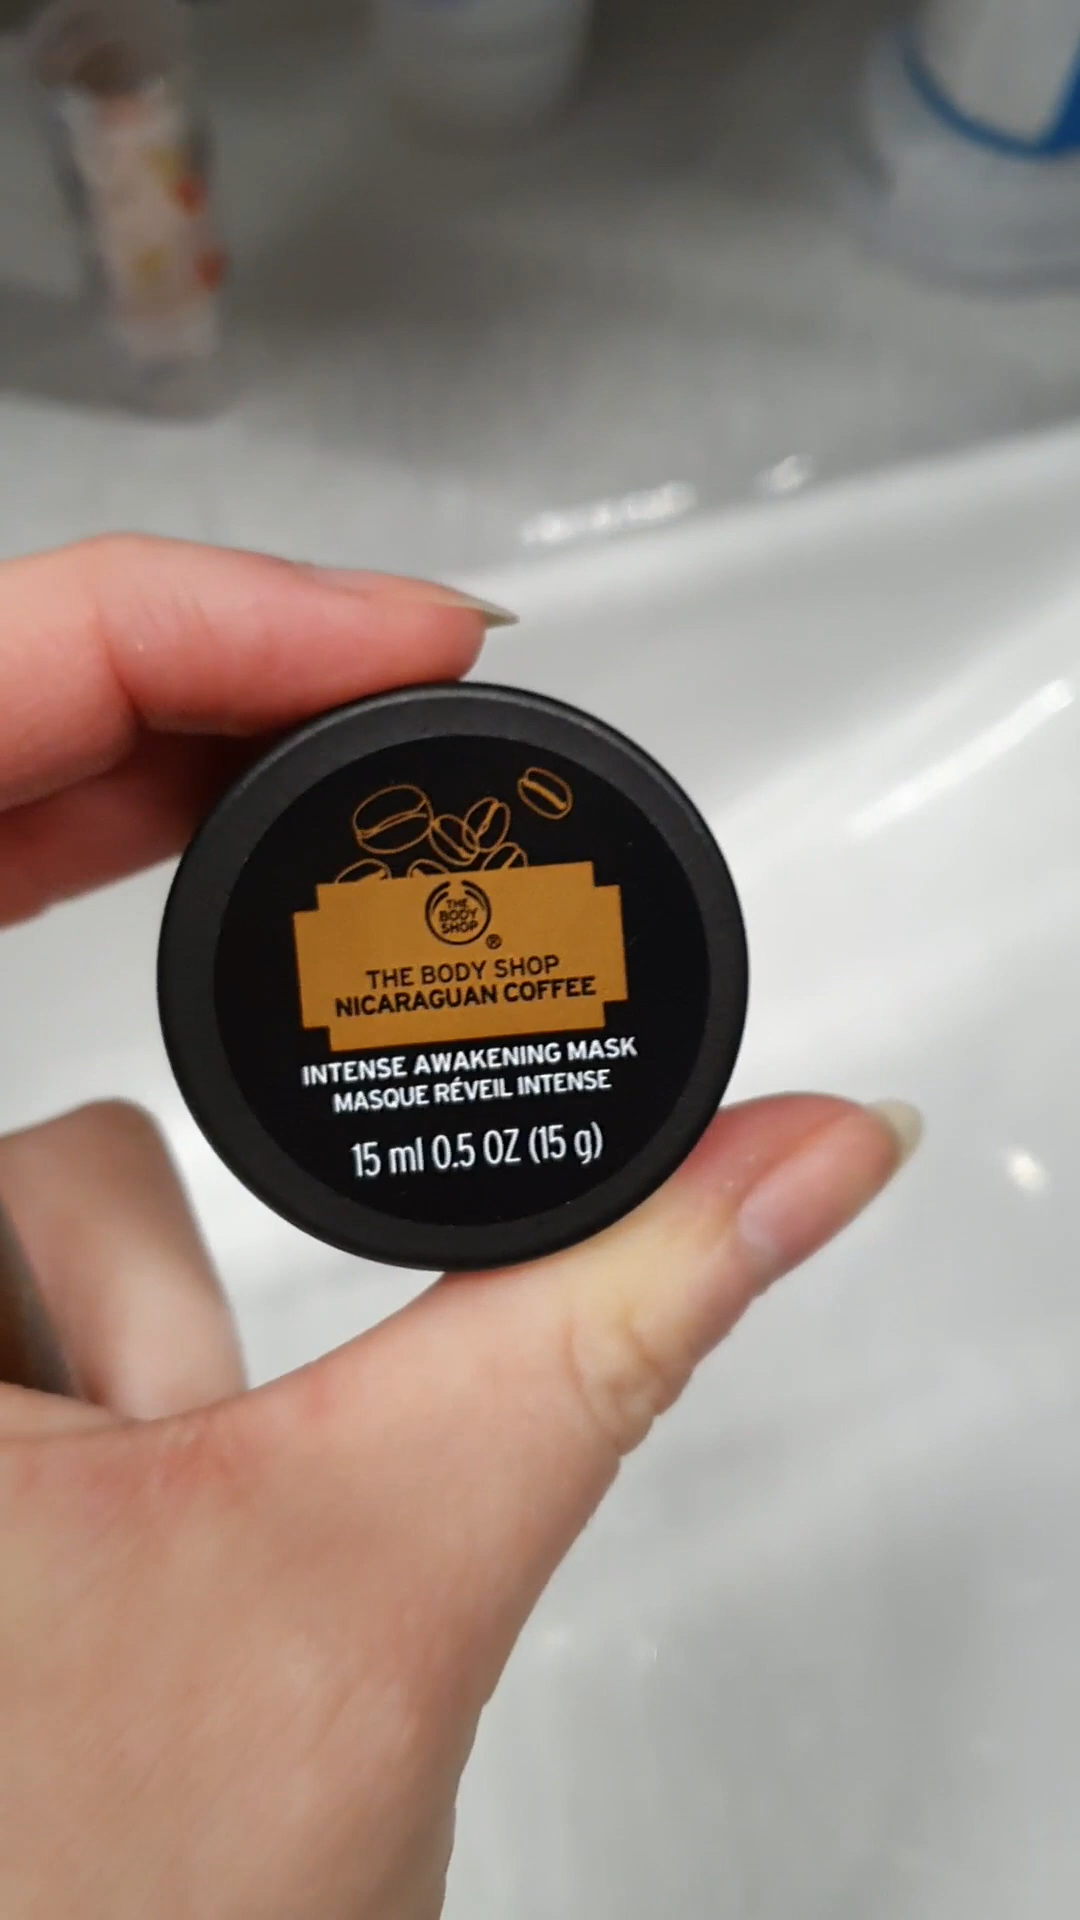 THE
BODY
SHOP
®
THE BODY SHOP
NICARAGUAN COFFEE
INTENSE AWAKENING MASK
MASQUE RÉVEIL INTENSE
15 ml 0.5 OZ (15 g)